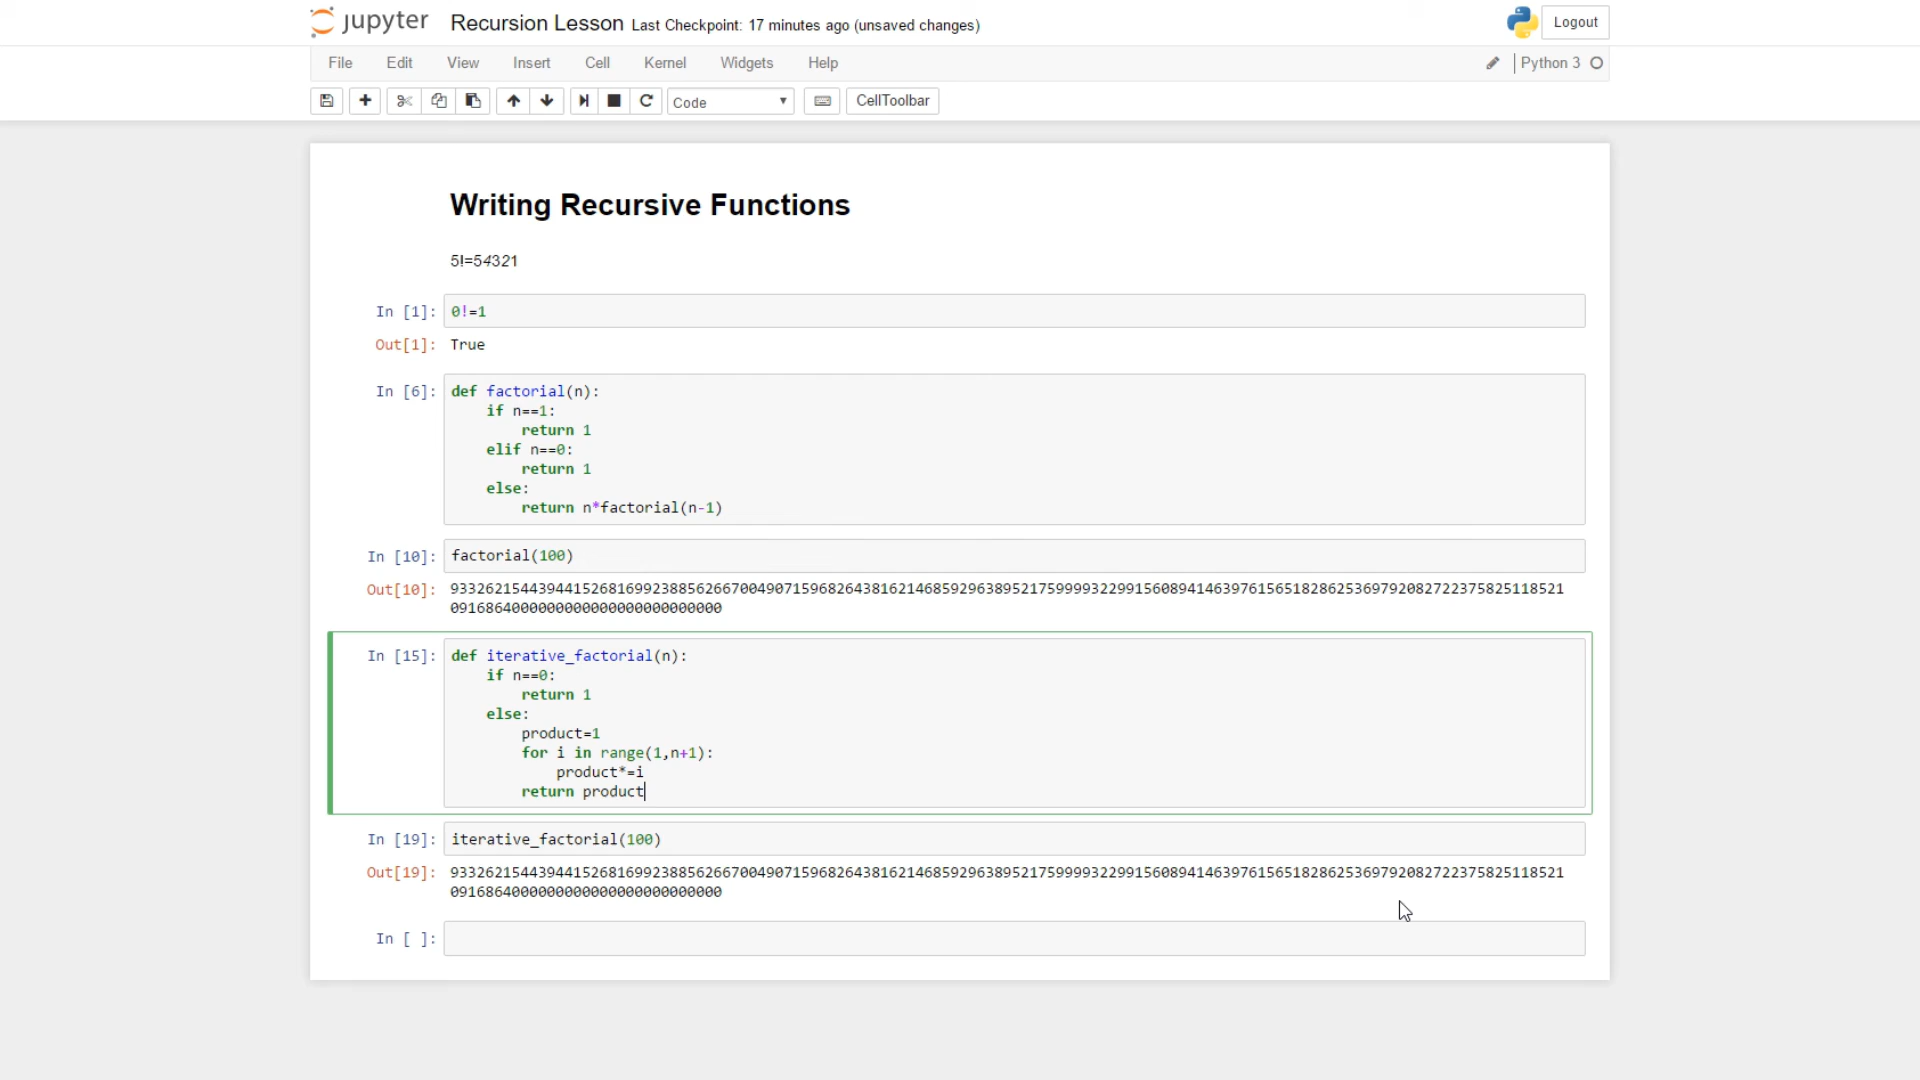 jupyter Recursion Lesson Last Checkpoint: 17 minutes ago (unsaved changes) Logout
File Edit View Insert Cell Kernel Widgets Help Python 3
Code CellToolbar
Writing Recursive Functions
5!=54321
In [1]: 0!=1
Out[1]: True
In [6]: def factorial(n):
if n==1:
return 1
elif n==0:
return 1
else:
return n*factorial(n-1)
In [10]: factorial(100)
Out[10]: 93326215443944152681699238856266700490715968264381621468592963895217599993229915608941463976156518286253697920827223758251185210
0916864000000000000000000000000
In [15]: def iterative_factorial(n):
if n==0:
return 1
else:
product=1
for i in range(1,n+1):
product*=i
return product
In [19]: iterative_factorial(100)
Out[19]: 9332621544394415268169923885626670049071596826438162146859296389521759999322991560894146397615651828625369792082722375825118521
0916864000000000000000000000000
In [ ]: